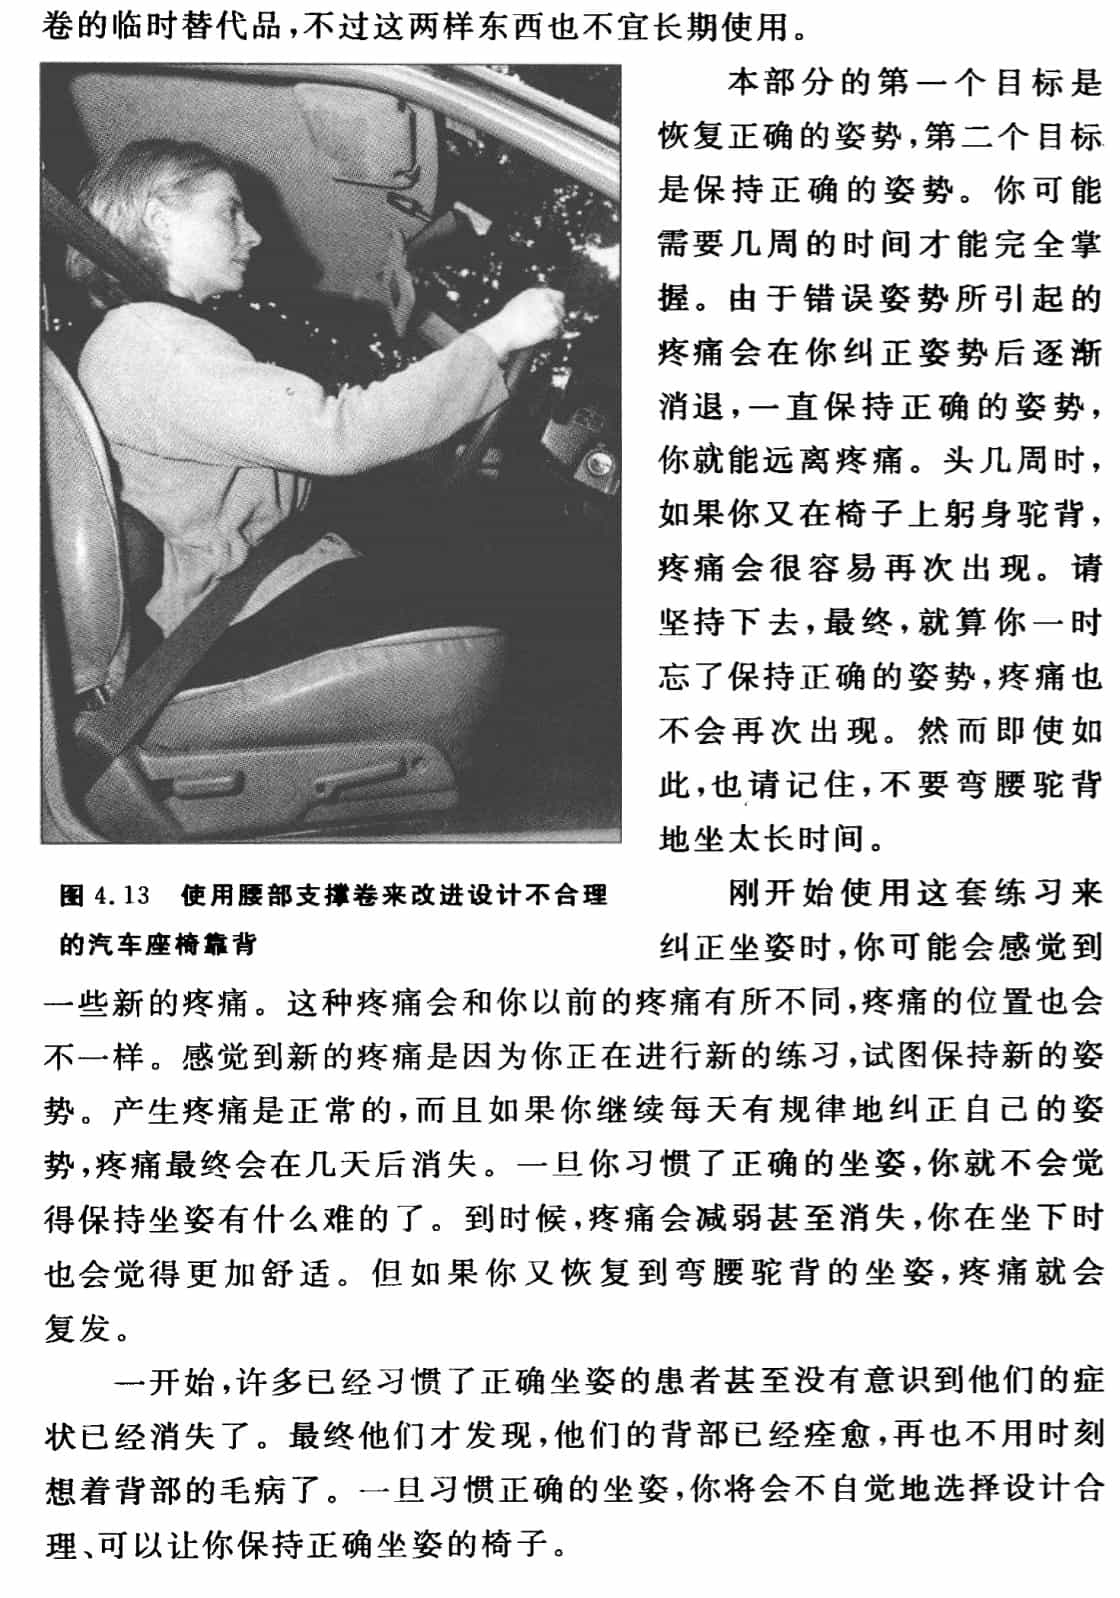 卷的临时替代品,不过这两样东西也不宜长期使用。
本部分的第一个目标是
恢复正确的姿势,第二个目标
是保持正确的姿势。你可能
需要几周的时间才能完全掌
握。由于错误姿势所引起的
疼痛会在你纠正姿势后逐渐
消退,一直保持正确的姿势,
你就能远离疼痛。头几周时,
如果你又在椅子上躬身驼背,
疼痛会很容易再次出现。请
坚持下去,最终,就算你一时
忘了保持正确的姿势,疼痛也
不会再次出现。然而即使如
此,也请记住,不要弯腰驼背
地坐太长时间。
图 4.13 使用腰部支撑卷来改进设计不合理
的汽车座椅靠背
刚开始使用这套练习来
纠正坐姿时,你可能会感觉到
一些新的疼痛。这种疼痛会和你以前的疼痛有所不同,疼痛的位置也会
不一样。感觉到新的疼痛是因为你正在进行新的练习,试图保持新的姿
势。产生疼痛是正常的,而且如果你继续每天有规律地纠正自己的姿
势,疼痛最终会在几天后消失。一旦你习惯了正确的坐姿,你就不会觉
得保持坐姿有什么难的了。到时候,疼痛会减弱甚至消失,你在坐下时
也会觉得更加舒适。但如果你又恢复到弯腰驼背的坐姿,疼痛就会
复发。
一开始,许多已经习惯了正确坐姿的患者甚至没有意识到他们的症
状已经消失了。最终他们才发现,他们的背部已经痊愈,再也不用时刻
想着背部的毛病了。一旦习惯正确的坐姿,你将会不自觉地选择设计合
理、可以让你保持正确坐姿的椅子。